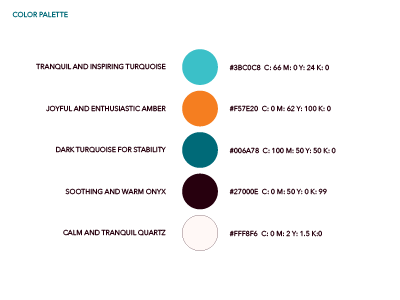 COLOR PALETTE
TRANQUIL AND INSPIRING TURQUOISE #3BC0C8 C: 66 M: 0 Y: 24 K: 0
JOYFUL AND ENTHUSIASTIC AMBER #F57E20 C: 0 M: 62 Y: 100 K: 0
DARK TURQUOISE FOR STABILITY #006A78 C: 100 M: 50 Y: 50 K: 0
SOOTHING AND WARM ONYX #27000E C: 0 M: 50 Y: 0 K: 99
CALM AND TRANQUIL QUARTZ #FFF8F6 C: 0 M: 2 Y: 1.5 K:0